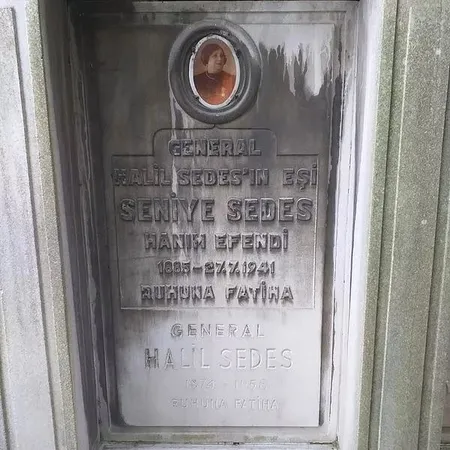 GENERAL
HALİL SEDES'İN EŞİ
SENİYE SEDES
HANIM EFENDİ
1885-27.7.1941
RUHUNA FATİHA
GENERAL
HALİL SEDES
RUHUNA FATİHA